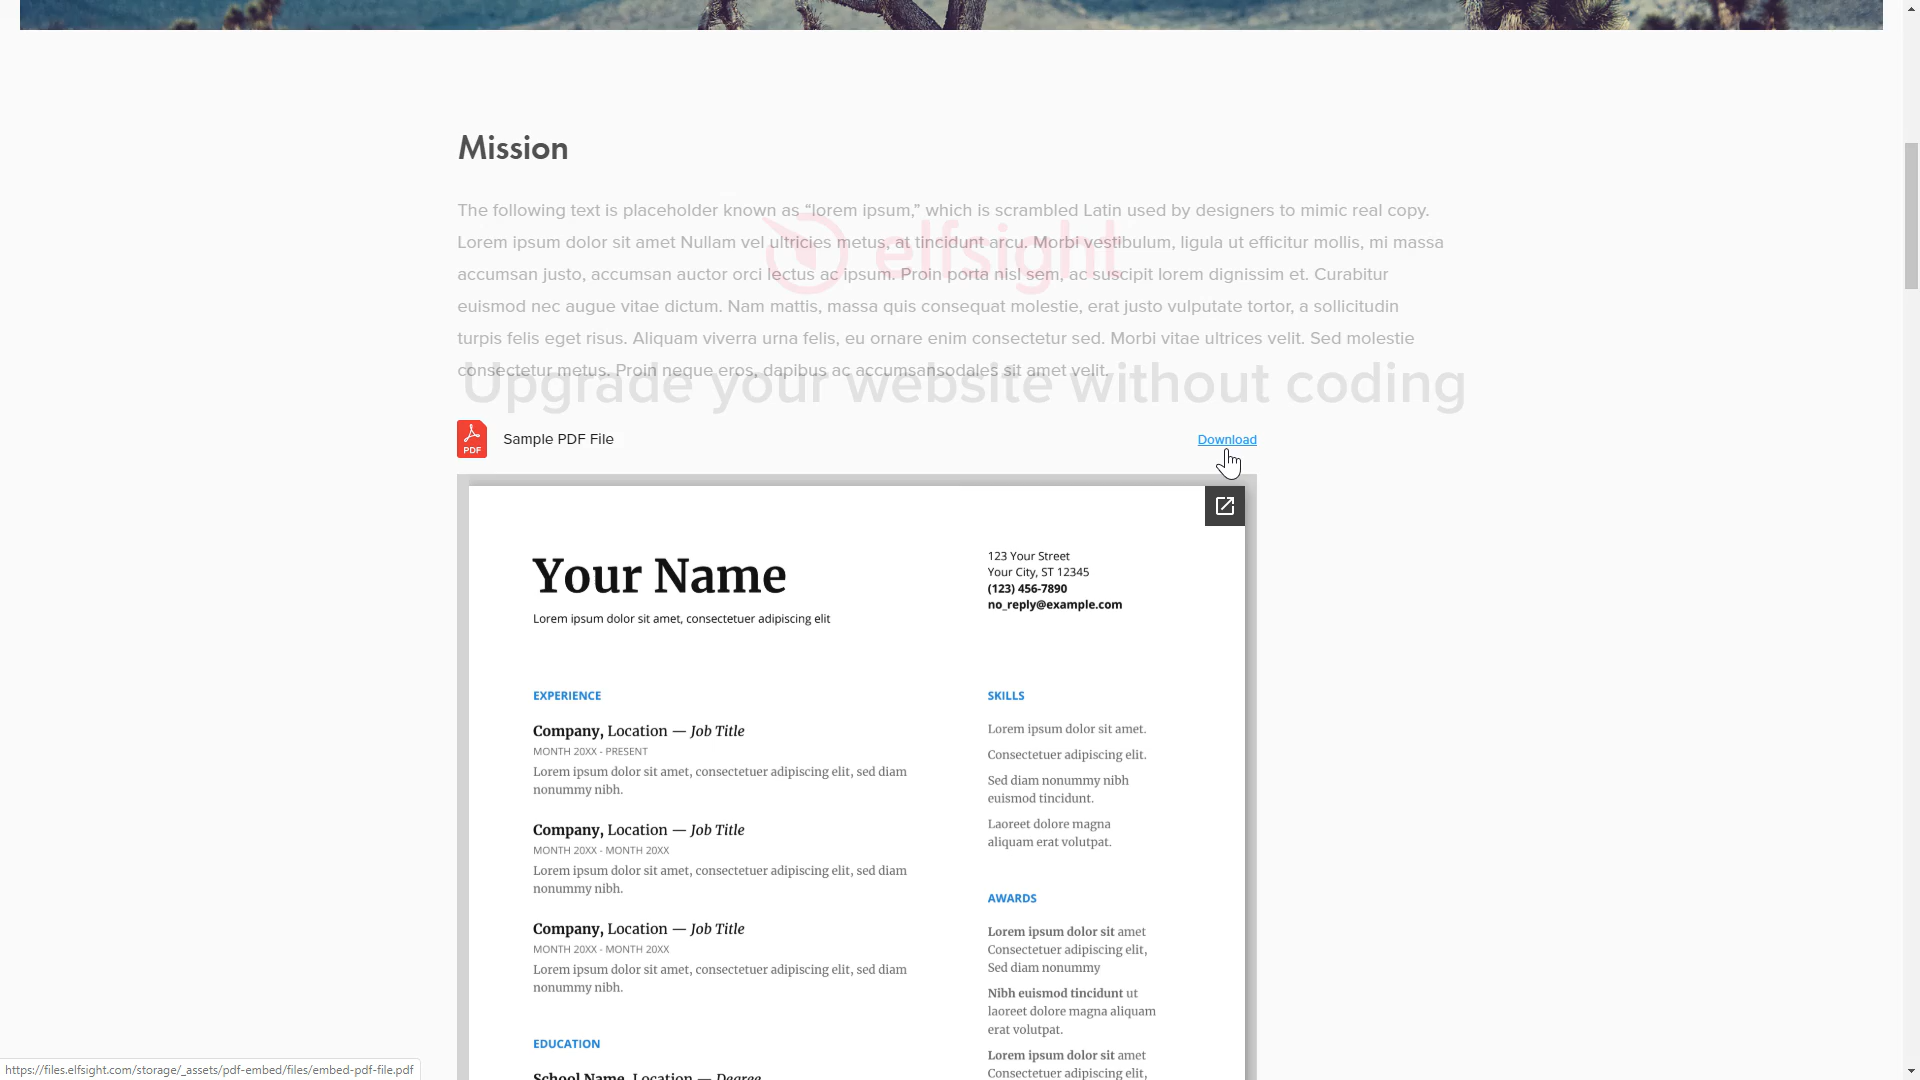 Mission
The following text is placeholder known as “lorem ipsum,” which is scrambled Latin used by designers to mimic real copy.
Lorem ipsum dolor sit amet Nullam vel ultricies metus, at tincidunt arcu. Morbi vestibulum, ligula ut efficitur mollis, mi massa
accumsan justo, accumsan auctor orci lectus ac ipsum. Proin porta nisl sem, ac suscipit lorem dignissim et. Curabitur
euismod nec augue vitae dictum. Nam mattis, massa quis consequat molestie, erat justo vulputate tortor, a sollicitudin
turpis felis eget risus. Aliquam viverra urna felis, eu ornare enim consectetur sed. Morbi vitae ultrices velit. Sed molestie
consectetur metus. Proin neque eros, dapibus ac accumsansodales sit amet velit.
elfsight
Upgrade your website without coding
PDF
Sample PDF File
Download
Your Name
Lorem ipsum dolor sit amet, consectetuer adipiscing elit
123 Your Street
Your City, ST 12345
(123) 456-7890
no_reply@example.com
EXPERIENCE
Company, Location — Job Title
MONTH 20XX - PRESENT
Lorem ipsum dolor sit amet, consectetuer adipiscing elit, sed diam
nonummy nibh.
Company, Location — Job Title
MONTH 20XX - MONTH 20XX
Lorem ipsum dolor sit amet, consectetuer adipiscing elit, sed diam
nonummy nibh.
Company, Location — Job Title
MONTH 20XX - MONTH 20XX
Lorem ipsum dolor sit amet, consectetuer adipiscing elit, sed diam
nonummy nibh.
EDUCATION
School Name, Location — Degree
SKILLS
Lorem ipsum dolor sit amet.
Consectetuer adipiscing elit.
Sed diam nonummy nibh
euismod tincidunt.
Laoreet dolore magna
aliquam erat volutpat.
AWARDS
Lorem ipsum dolor sit amet
Consectetuer adipiscing elit,
Sed diam nonummy
Nibh euismod tincidunt ut
laoreet dolore magna aliquam
erat volutpat.
Lorem ipsum dolor sit amet
Consectetuer adipiscing elit,
https://files.elfsight.com/storage/_assets/pdf-embed/files/embed-pdf-file.pdf